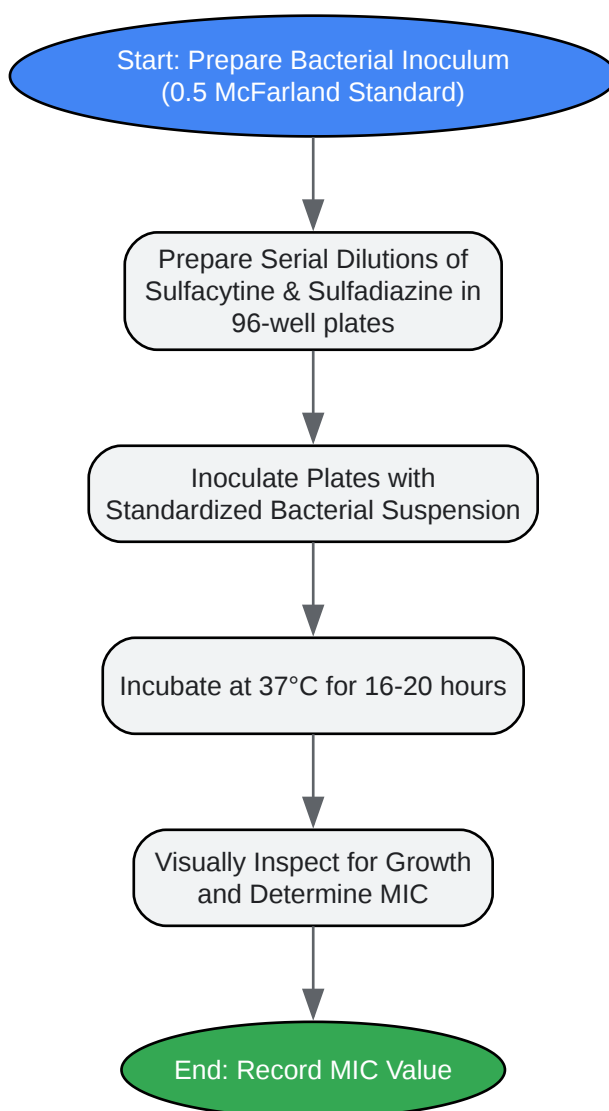 Start: Prepare Bacterial Inoculum
(0.5 McFarland Standard)
Prepare Serial Dilutions of
Sulfacytine & Sulfadiazine in
96-well plates
Inoculate Plates with
Standardized Bacterial Suspension
Incubate at 37°C for 16-20 hours
Visually Inspect for Growth
and Determine MIC
End: Record MIC Value